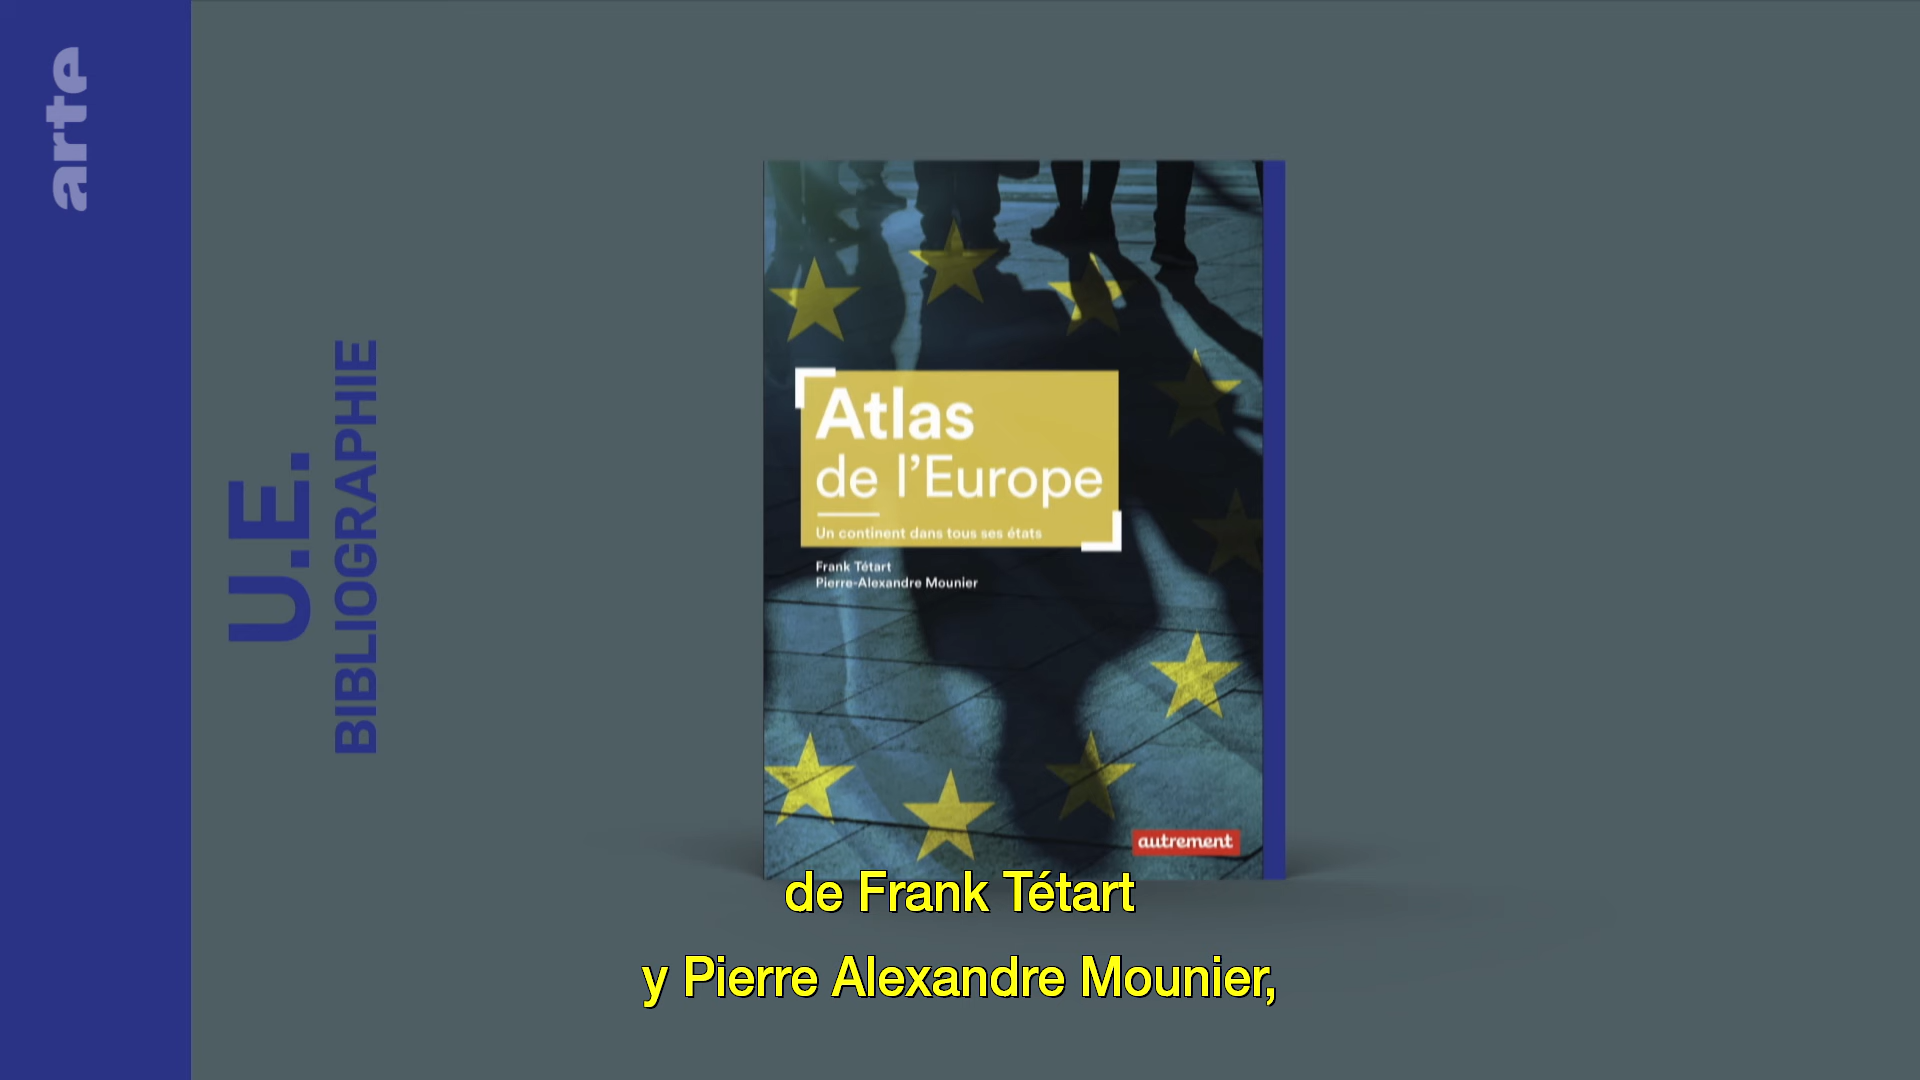 arte
U.E.
BIBLIOGRAPHIE
Atlas
de l'Europe
Un continent dans tous ses états
Frank Tétart
Pierre-Alexandre Mounier
autrement
de Frank Tétart
y Pierre Alexandre Mounier,